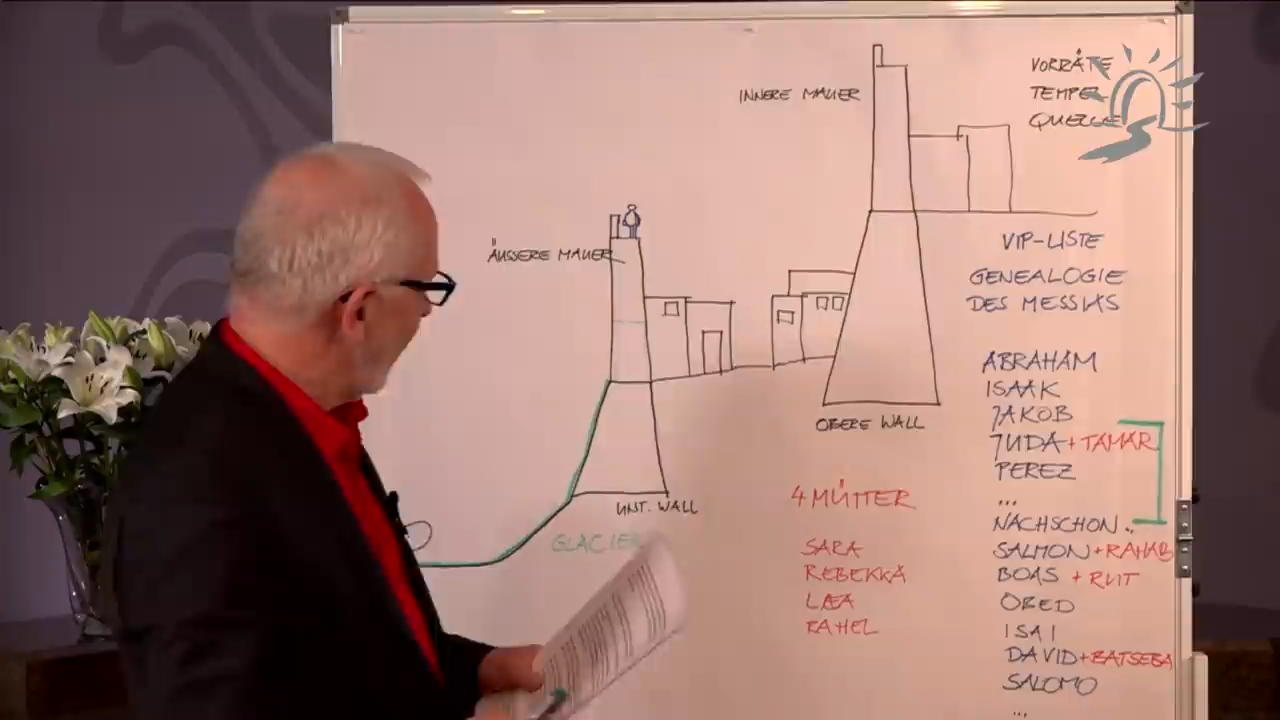 INNERE MAUER
VORRÄTE
TEMPEL
QUELLE
ÄUSSERE MAUER
VIP-LISTE
GENEALOGIE
DES MESSIAS
ABRAHAM
ISAAK
JAKOB
JUDA + TAMAR
PEREZ
...
NACHSCHON ..
SALMON + RAHAB
BOAS + RUT
OBED
ISAI
DAVID + BATSEBA
SALOMO
...
OBERE WALL
UNT. WALL
GLACIER
4 MÜTTER
SARA
REBEKKA
LEA
RAHEL